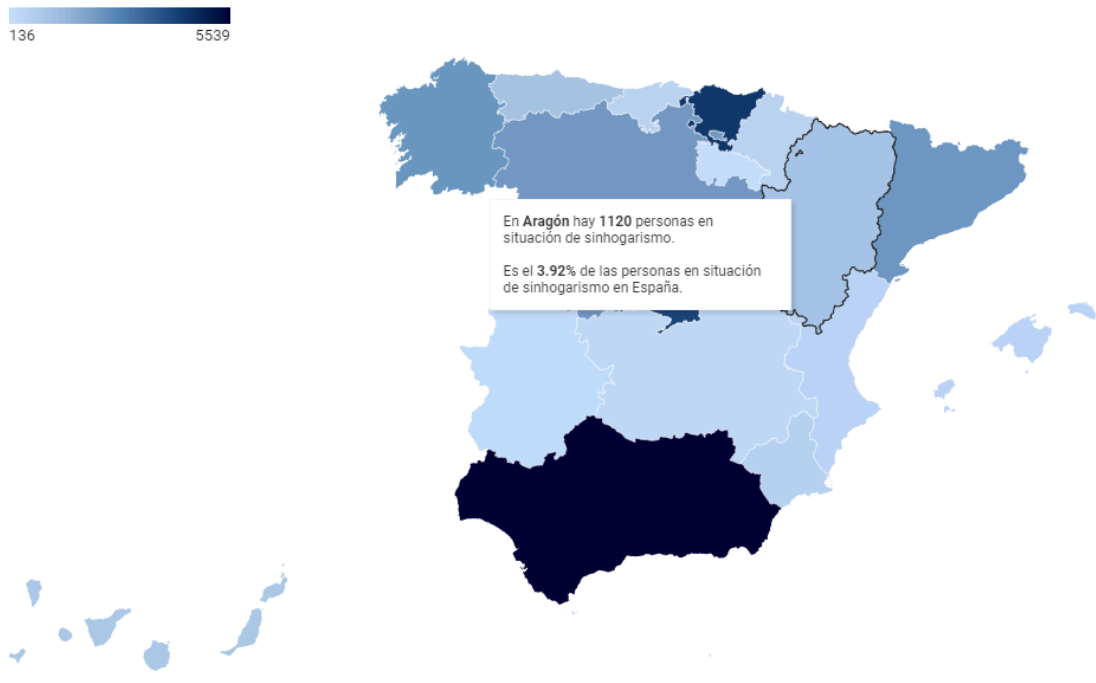 136 5539
En Aragón hay 1120 personas en
situación de sinhogarismo.
Es el 3.92% de las personas en situación
de sinhogarismo en España.